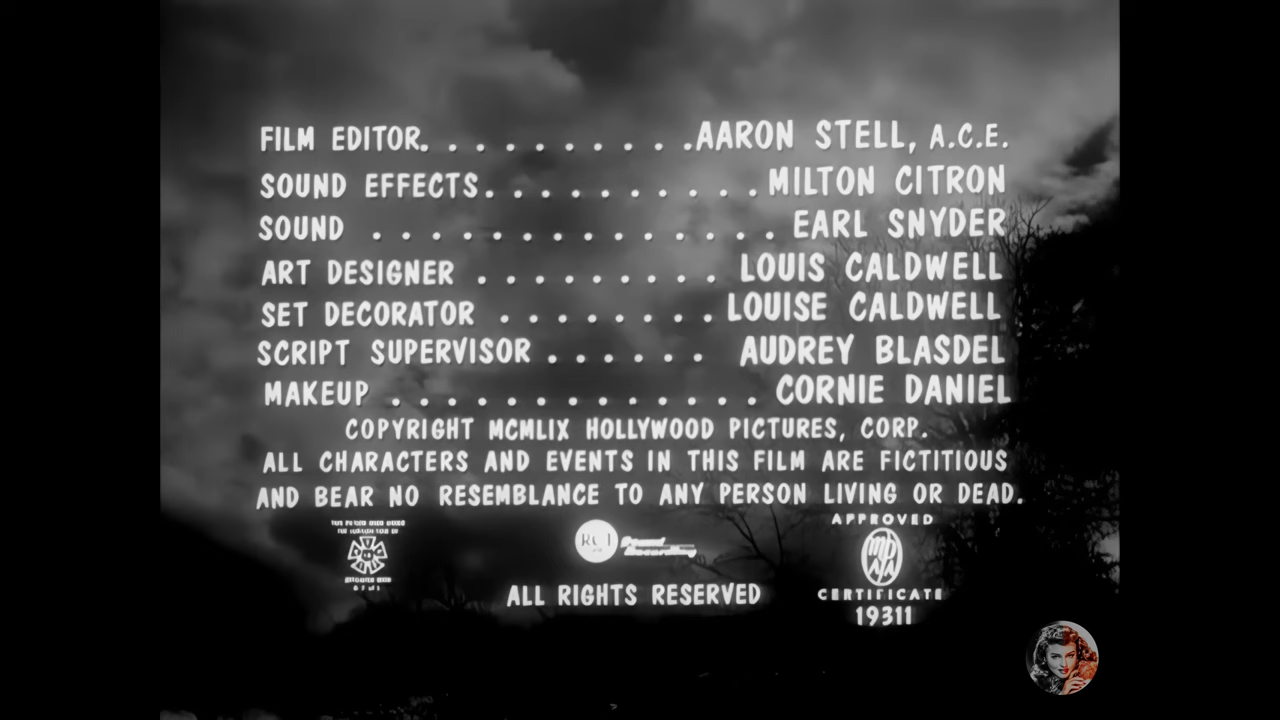 FILM EDITOR. . . . . . . . . . .AARON STELL, A.C.E.
SOUND EFFECTS. . . . . . . . . . . MILTON CITRON
SOUND . . . . . . . . . . . . . . . EARL SNYDER
ART DESIGNER . . . . . . . . . LOUIS CALDWELL
SET DECORATOR . . . . . . . . LOUISE CALDWELL
SCRIPT SUPERVISOR . . . . . . AUDREY BLASDEL
MAKEUP . . . . . . . . . . . . . CORNIE DANIEL
COPYRIGHT MCMLIX HOLLYWOOD PICTURES, CORP.
ALL CHARACTERS AND EVENTS IN THIS FILM ARE FICTITIOUS
AND BEAR NO RESEMBLANCE TO ANY PERSON LIVING OR DEAD.
Sound
Recording
APPROVED
CERTIFICATE
19311
ALL RIGHTS RESERVED